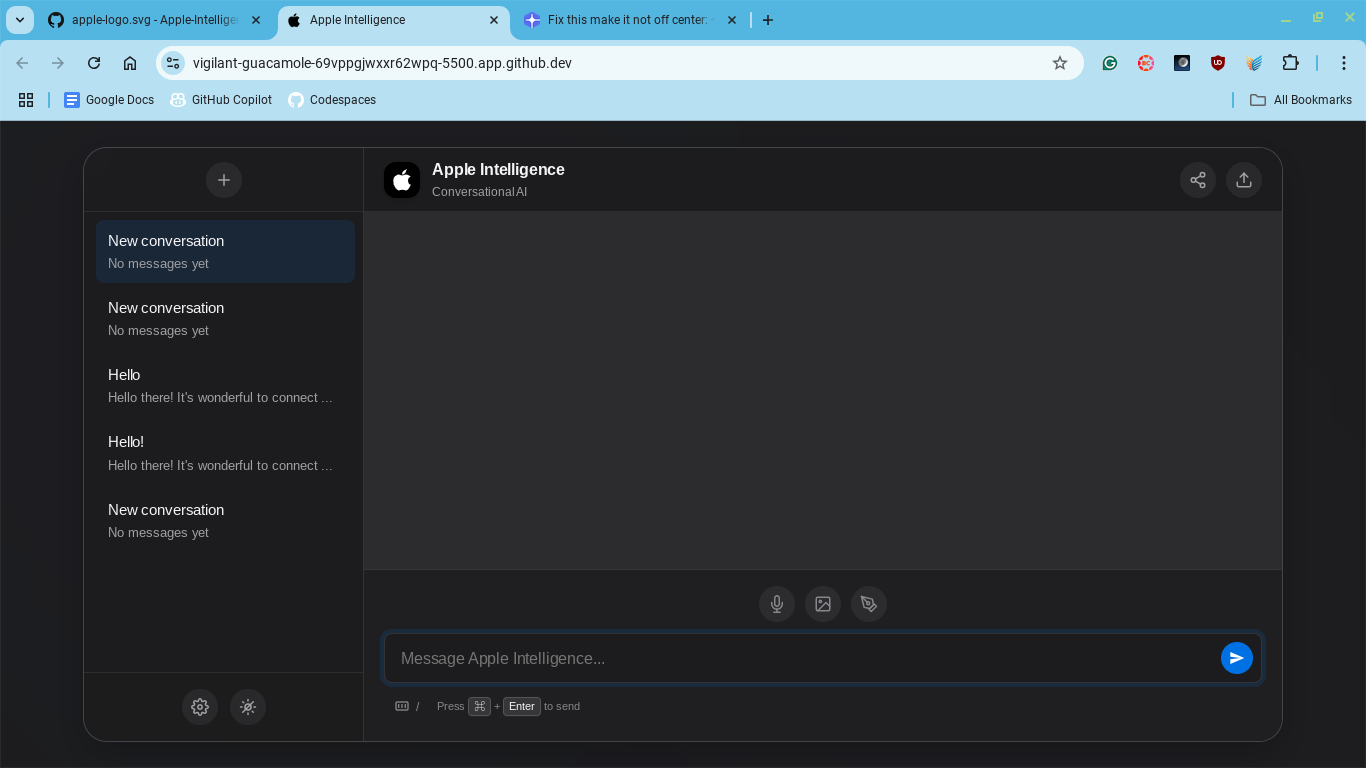 apple-logo.svg - Apple-Intellige
Apple Intelligence
Fix this make it not off center:
vigilant-guacamole-69vppgjwxxr62wpq-5500.app.github.dev
Google Docs
GitHub Copilot
Codespaces
All Bookmarks
New conversation
No messages yet
New conversation
No messages yet
Hello
Hello there! It's wonderful to connect ...
Hello!
Hello there! It's wonderful to connect ...
New conversation
No messages yet
Apple Intelligence
Conversational AI
Message Apple Intelligence...
/ Press ⌘ + Enter to send